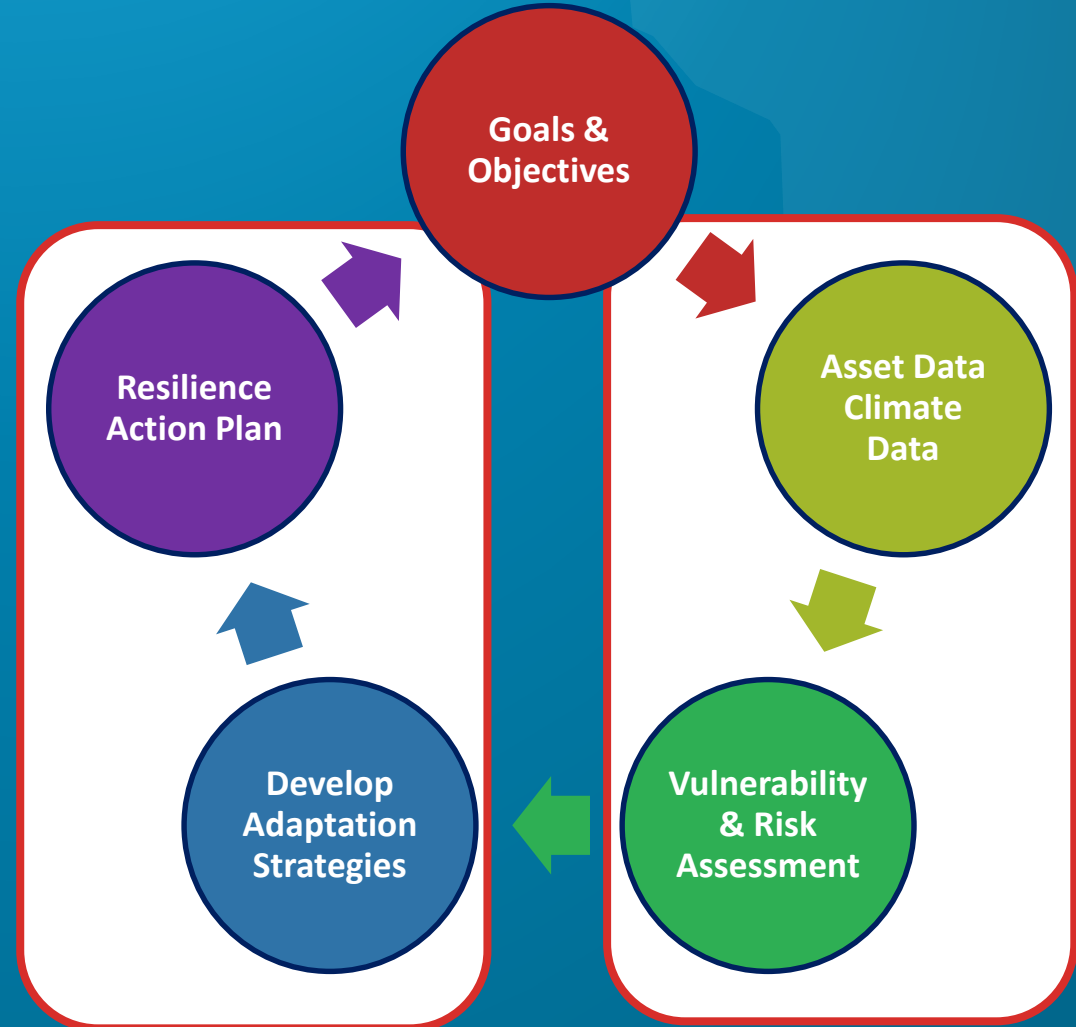 Goals &
Objectives
Asset Data
Climate
Data
Vulnerability
& Risk
Assessment
Develop
Adaptation
Strategies
Resilience
Action Plan